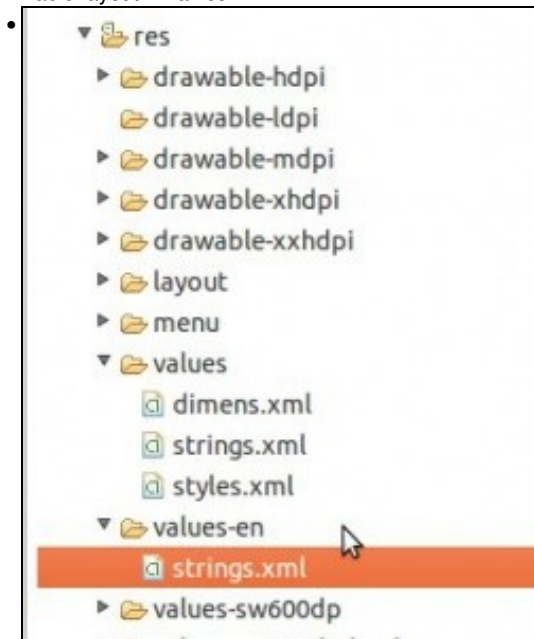 res
drawable-hdpi
drawable-ldpi
drawable-mdpi
drawable-xhdpi
drawable-xxhdpi
layout
menu
values
dimens.xml
strings.xml
styles.xml
values-en
strings.xml
values-sw600dp